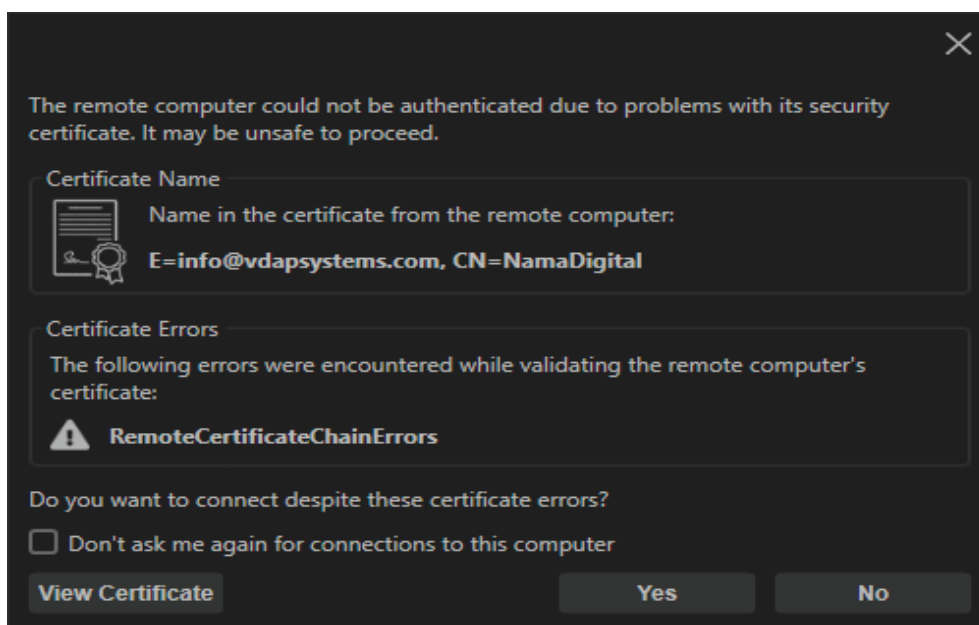 The remote computer could not be authenticated due to problems with its security
certificate. It may be unsafe to proceed.
Certificate Name
Name in the certificate from the remote computer:
E=info@vdapsystems.com, CN=NamaDigital
Certificate Errors
The following errors were encountered while validating the remote computer's
certificate:
RemoteCertificateChainErrors
Do you want to connect despite these certificate errors?
Don't ask me again for connections to this computer
View Certificate Yes No